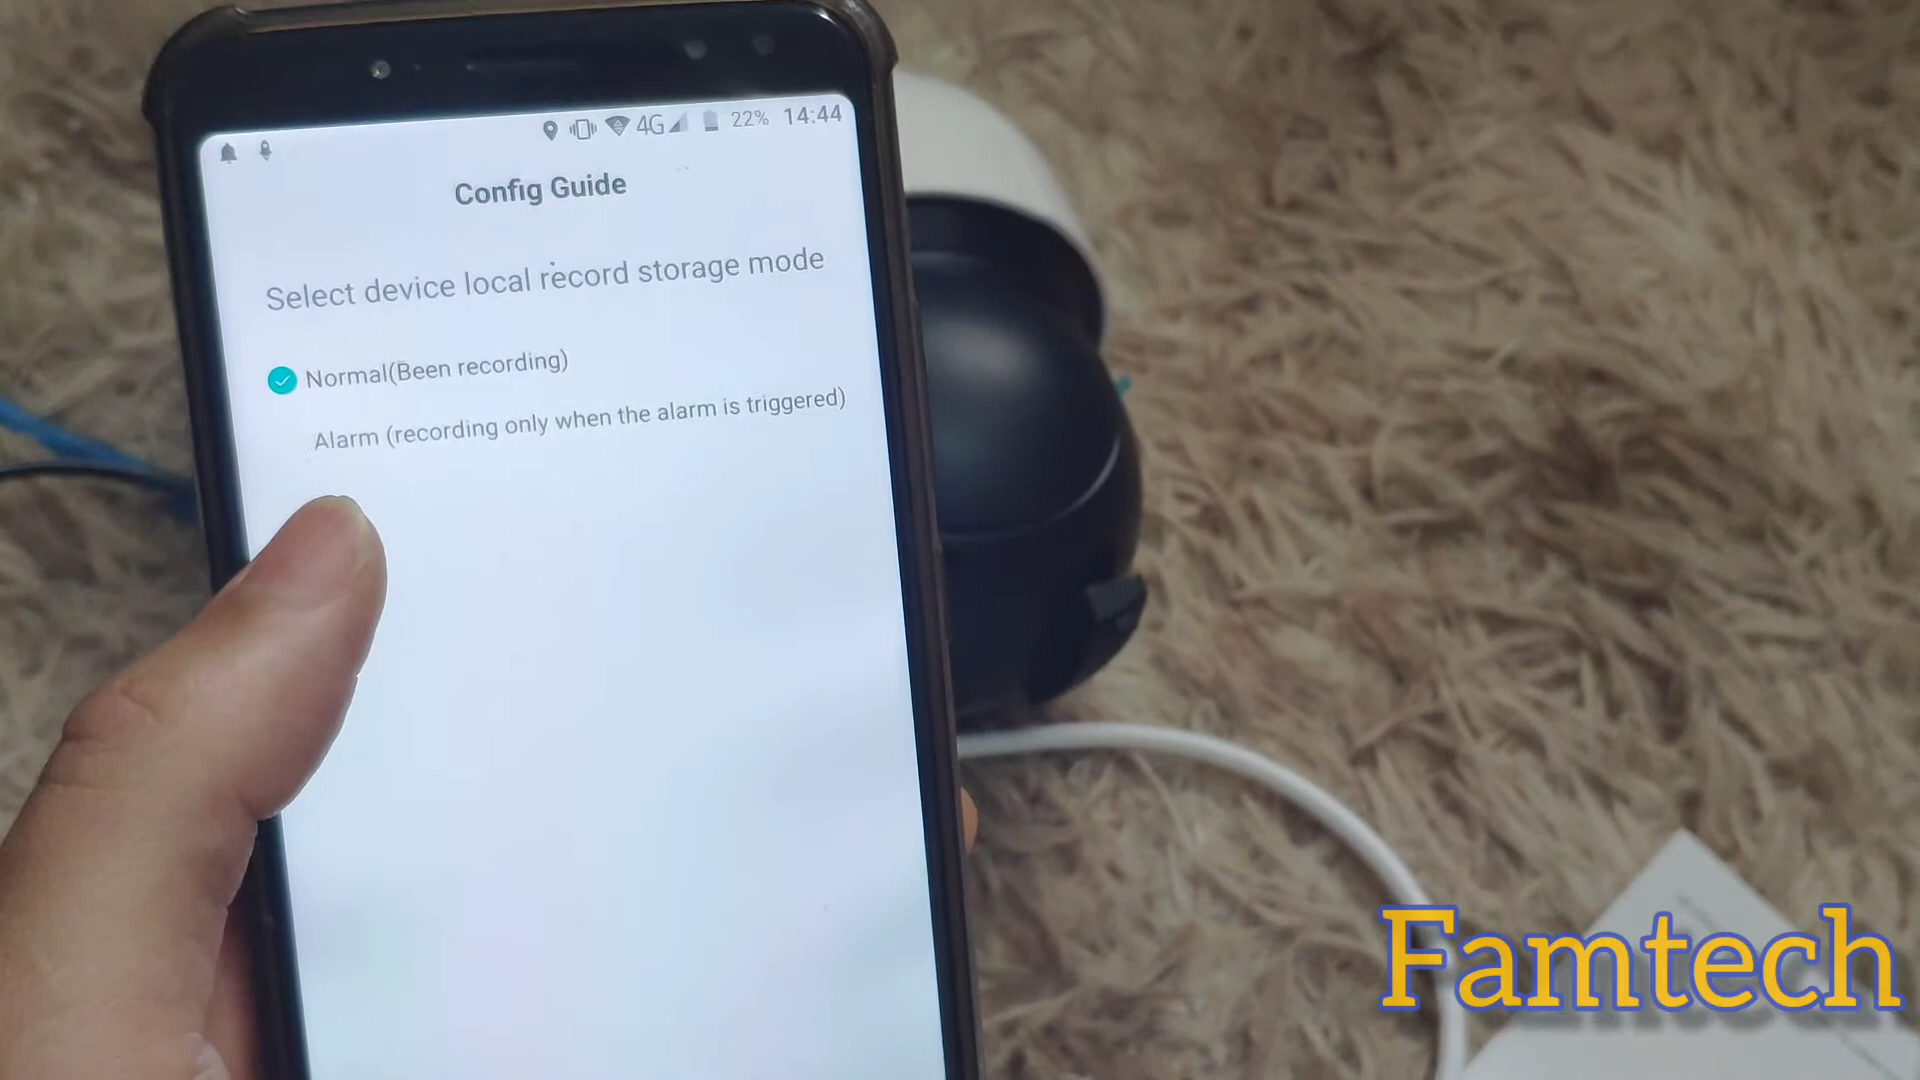 4G 22% 14:44
Config Guide
Select device local record storage mode
Normal(Been recording)
Alarm (recording only when the alarm is triggered)
Famtech